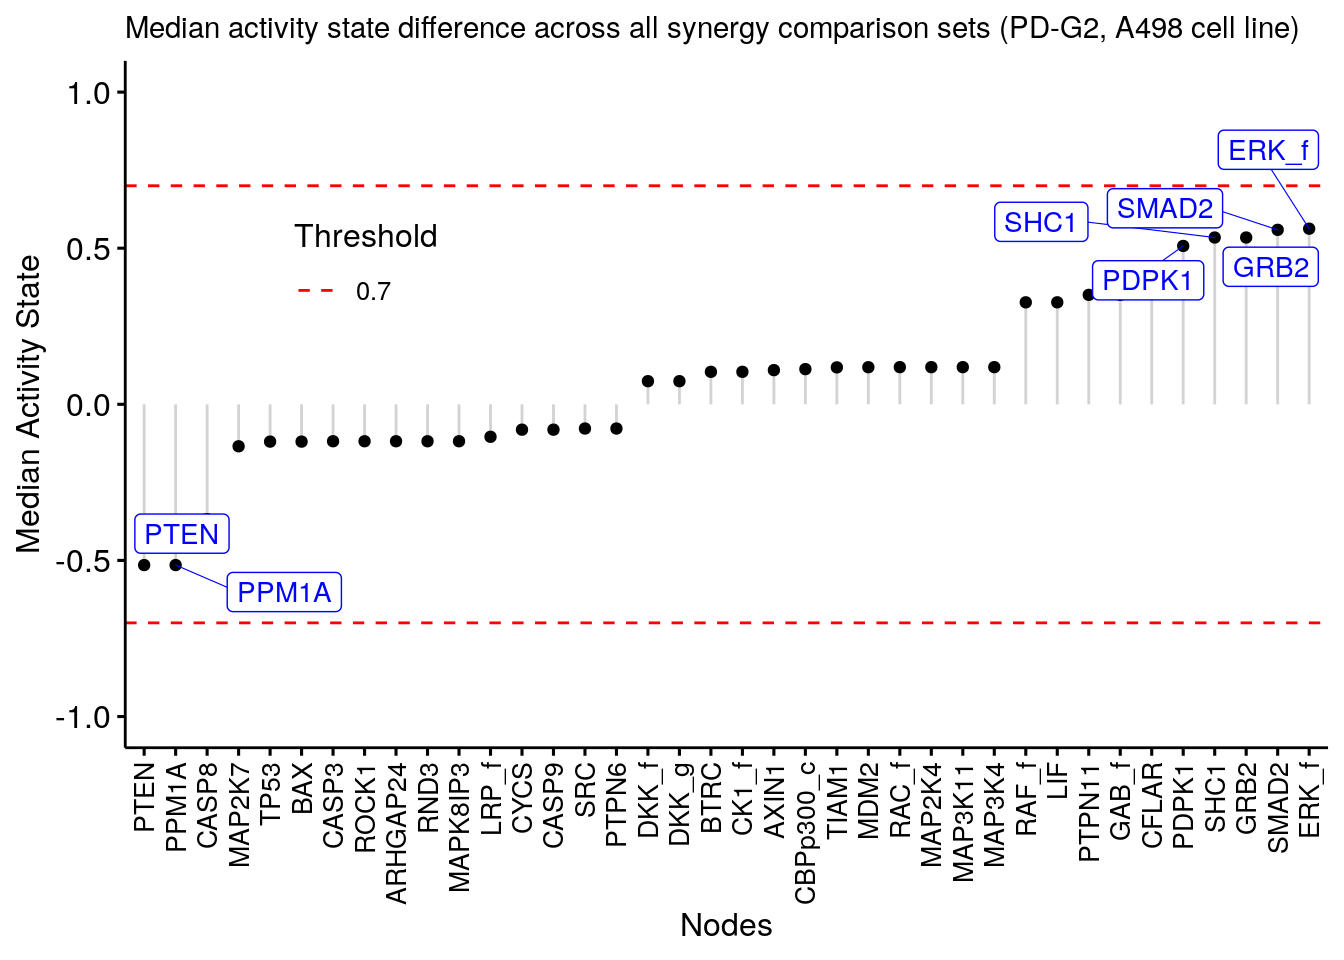 Median activity state difference across all synergy comparison sets (PD-G2, A498 cell line)
Median Activity State
1.0
0.5
0.0
-0.5
-1.0
Threshold
0.7
ERK_f
SMAD2
SHC1
PDPK1
GRB2
PTEN
PPM1A
PTEN
PPM1A
CASP8
MAP2K7
TP53
BAX
CASP3
ROCK1
ARHGAP24
RND3
MAPK8IP3
LRP_f
CYCS
CASP9
SRC
PTPN6
DKK_f
DKK_g
BTRC
CK1_f
AXIN1
CBPp300_c
TIAM1
MDM2
RAC_f
MAP2K4
MAP3K11
MAP3K4
RAF_f
LIF
PTPN11
GAB_f
CFLAR
PDPK1
SHC1
GRB2
SMAD2
ERK_f
Nodes